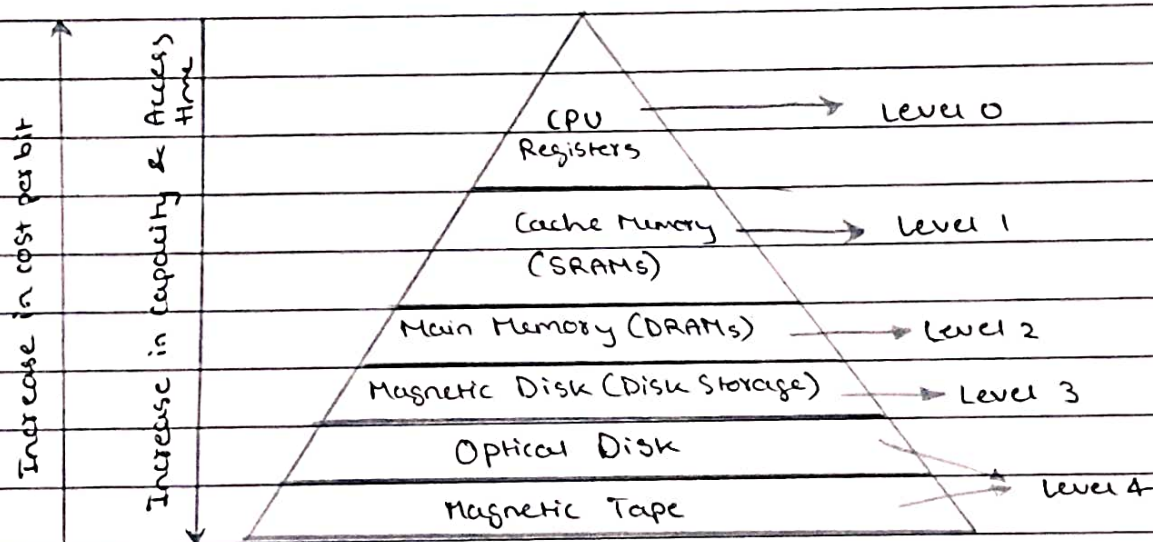 Increase in cost per bit
Increase in capacity & Access
time
CPU
Registers
Level 0
Cache Memory
(SRAMs)
Level 1
Main Memory (DRAMs)
Level 2
Magnetic Disk (Disk Storage)
Level 3
Optical Disk
Magnetic Tape
Level 4